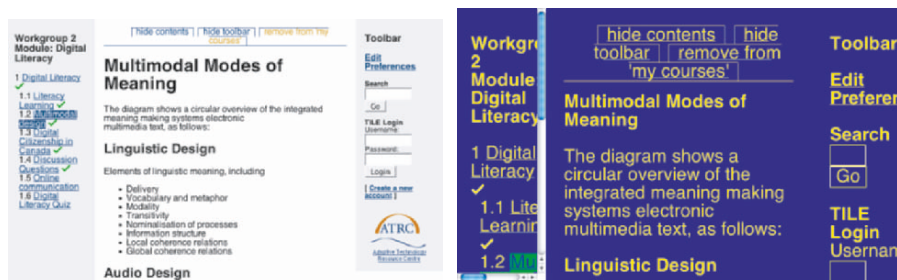 hide contents hide toolbar remove from my
courses
Workgroup 2
Module: Digital
Literacy
1 Digital Literacy
1.1 Literacy
Learning
1.2 Multimodal
design
1.3 Digital
Citizenship in
Canada
1.4 Discussion
Questions
1.5 Online
communication
1.6 Digital
Literacy Quiz
Multimodal Modes of
Meaning
The diagram shows a circular overview of the integrated
meaning making systems electronic
multimedia text, as follows:
Linguistic Design
Elements of linguistic meaning, including
Delivery
Vocabulary and metaphor
Modality
Transitivity
Nominalisation of processes
Information structure
Local coherence relations
Global coherence relations
Audio Design
Toolbar
Edit
Preferences
Search
Go
TILE Login
Username:
Password:
Login
[ Create a new
account ]
ATRC
Adaptive Technology
Resource Centre
Workgr
2
Module
Digital
Literacy
1 Digital
Literacy
1.1 Lite
Learnin
1.2 Mu
hide contents hide
toolbar remove from
'my courses'
Multimodal Modes of
Meaning
The diagram shows a
circular overview of the
integrated meaning making
systems electronic
multimedia text, as follows:
Linguistic Design
Toolbar
Edit
Preferen
Search
Go
TILE
Login
Userna